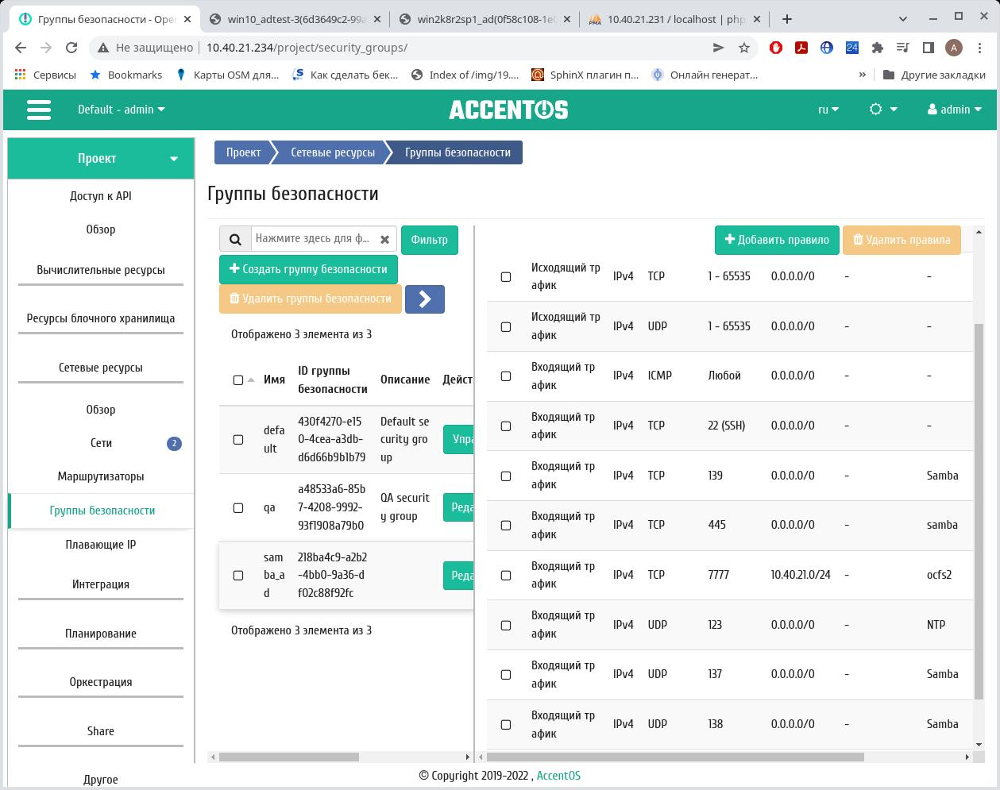 Группы безопасности - Ope
win10_adtest-3(6d3649c2-99a
win2k8r2sp1_ad(0f58c108-1e
10.40.21.231 / localhost | php
Не защищено
10.40.21.234/project/security_groups/
24
A
Сервисы
Bookmarks
Карты OSM для...
Как сделать бек...
Index of /img/19....
SphinX плагин п...
Онлайн генерат...
»
Другие закладки
Default - admin
ACCENTOS
ru
admin
Проект
Доступ к API
Обзор
Вычислительные ресурсы
Ресурсы блочного хранилища
Сетевые ресурсы
Обзор
Сети
2
Маршрутизаторы
Группы безопасности
Плавающие IP
Интеграция
Планирование
Оркестрация
Share
Другое
Проект
Сетевые ресурсы
Группы безопасности
Группы безопасности
Нажмите здесь для ф...
Фильтр
Создать группу безопасности
Удалить группы безопасности
Отображено 3 элемента из 3
Имя
ID группы
безопасности
Описание
Дейст
defa
ult
430f4270-e15
0-4cea-a3db-
d6d66b9b1b79
Default se
curity gro
up
Упра
qa
a48533a6-85b
7-4208-9992-
93f1908a79b0
QA securit
y group
Реда
sam
ba_a
d
218ba4c9-a2b2
-4bb0-9a36-d
f02c88f92fc
Реда
Отображено 3 элемента из 3
Добавить правило
Удалить правила
Исходящий тр
афик
IPv4 TCP 1 - 65535 0.0.0.0/0 - -
Исходящий тр
афик
IPv4 UDP 1 - 65535 0.0.0.0/0 - -
Входящий тр
афик
IPv4 ICMP Любой 0.0.0.0/0 - -
Входящий тр
афик
IPv4 TCP 22 (SSH) 0.0.0.0/0 - -
Входящий тр
афик
IPv4 TCP 139 0.0.0.0/0 - Samba
Входящий тр
афик
IPv4 TCP 445 0.0.0.0/0 - samba
Входящий тр
афик
IPv4 TCP 7777 10.40.21.0/24 - ocfs2
Входящий тр
афик
IPv4 UDP 123 0.0.0.0/0 - NTP
Входящий тр
афик
IPv4 UDP 137 0.0.0.0/0 - Samba
Входящий тр
афик
IPv4 UDP 138 0.0.0.0/0 - Samba
© Copyright 2019-2022 , AccentOS